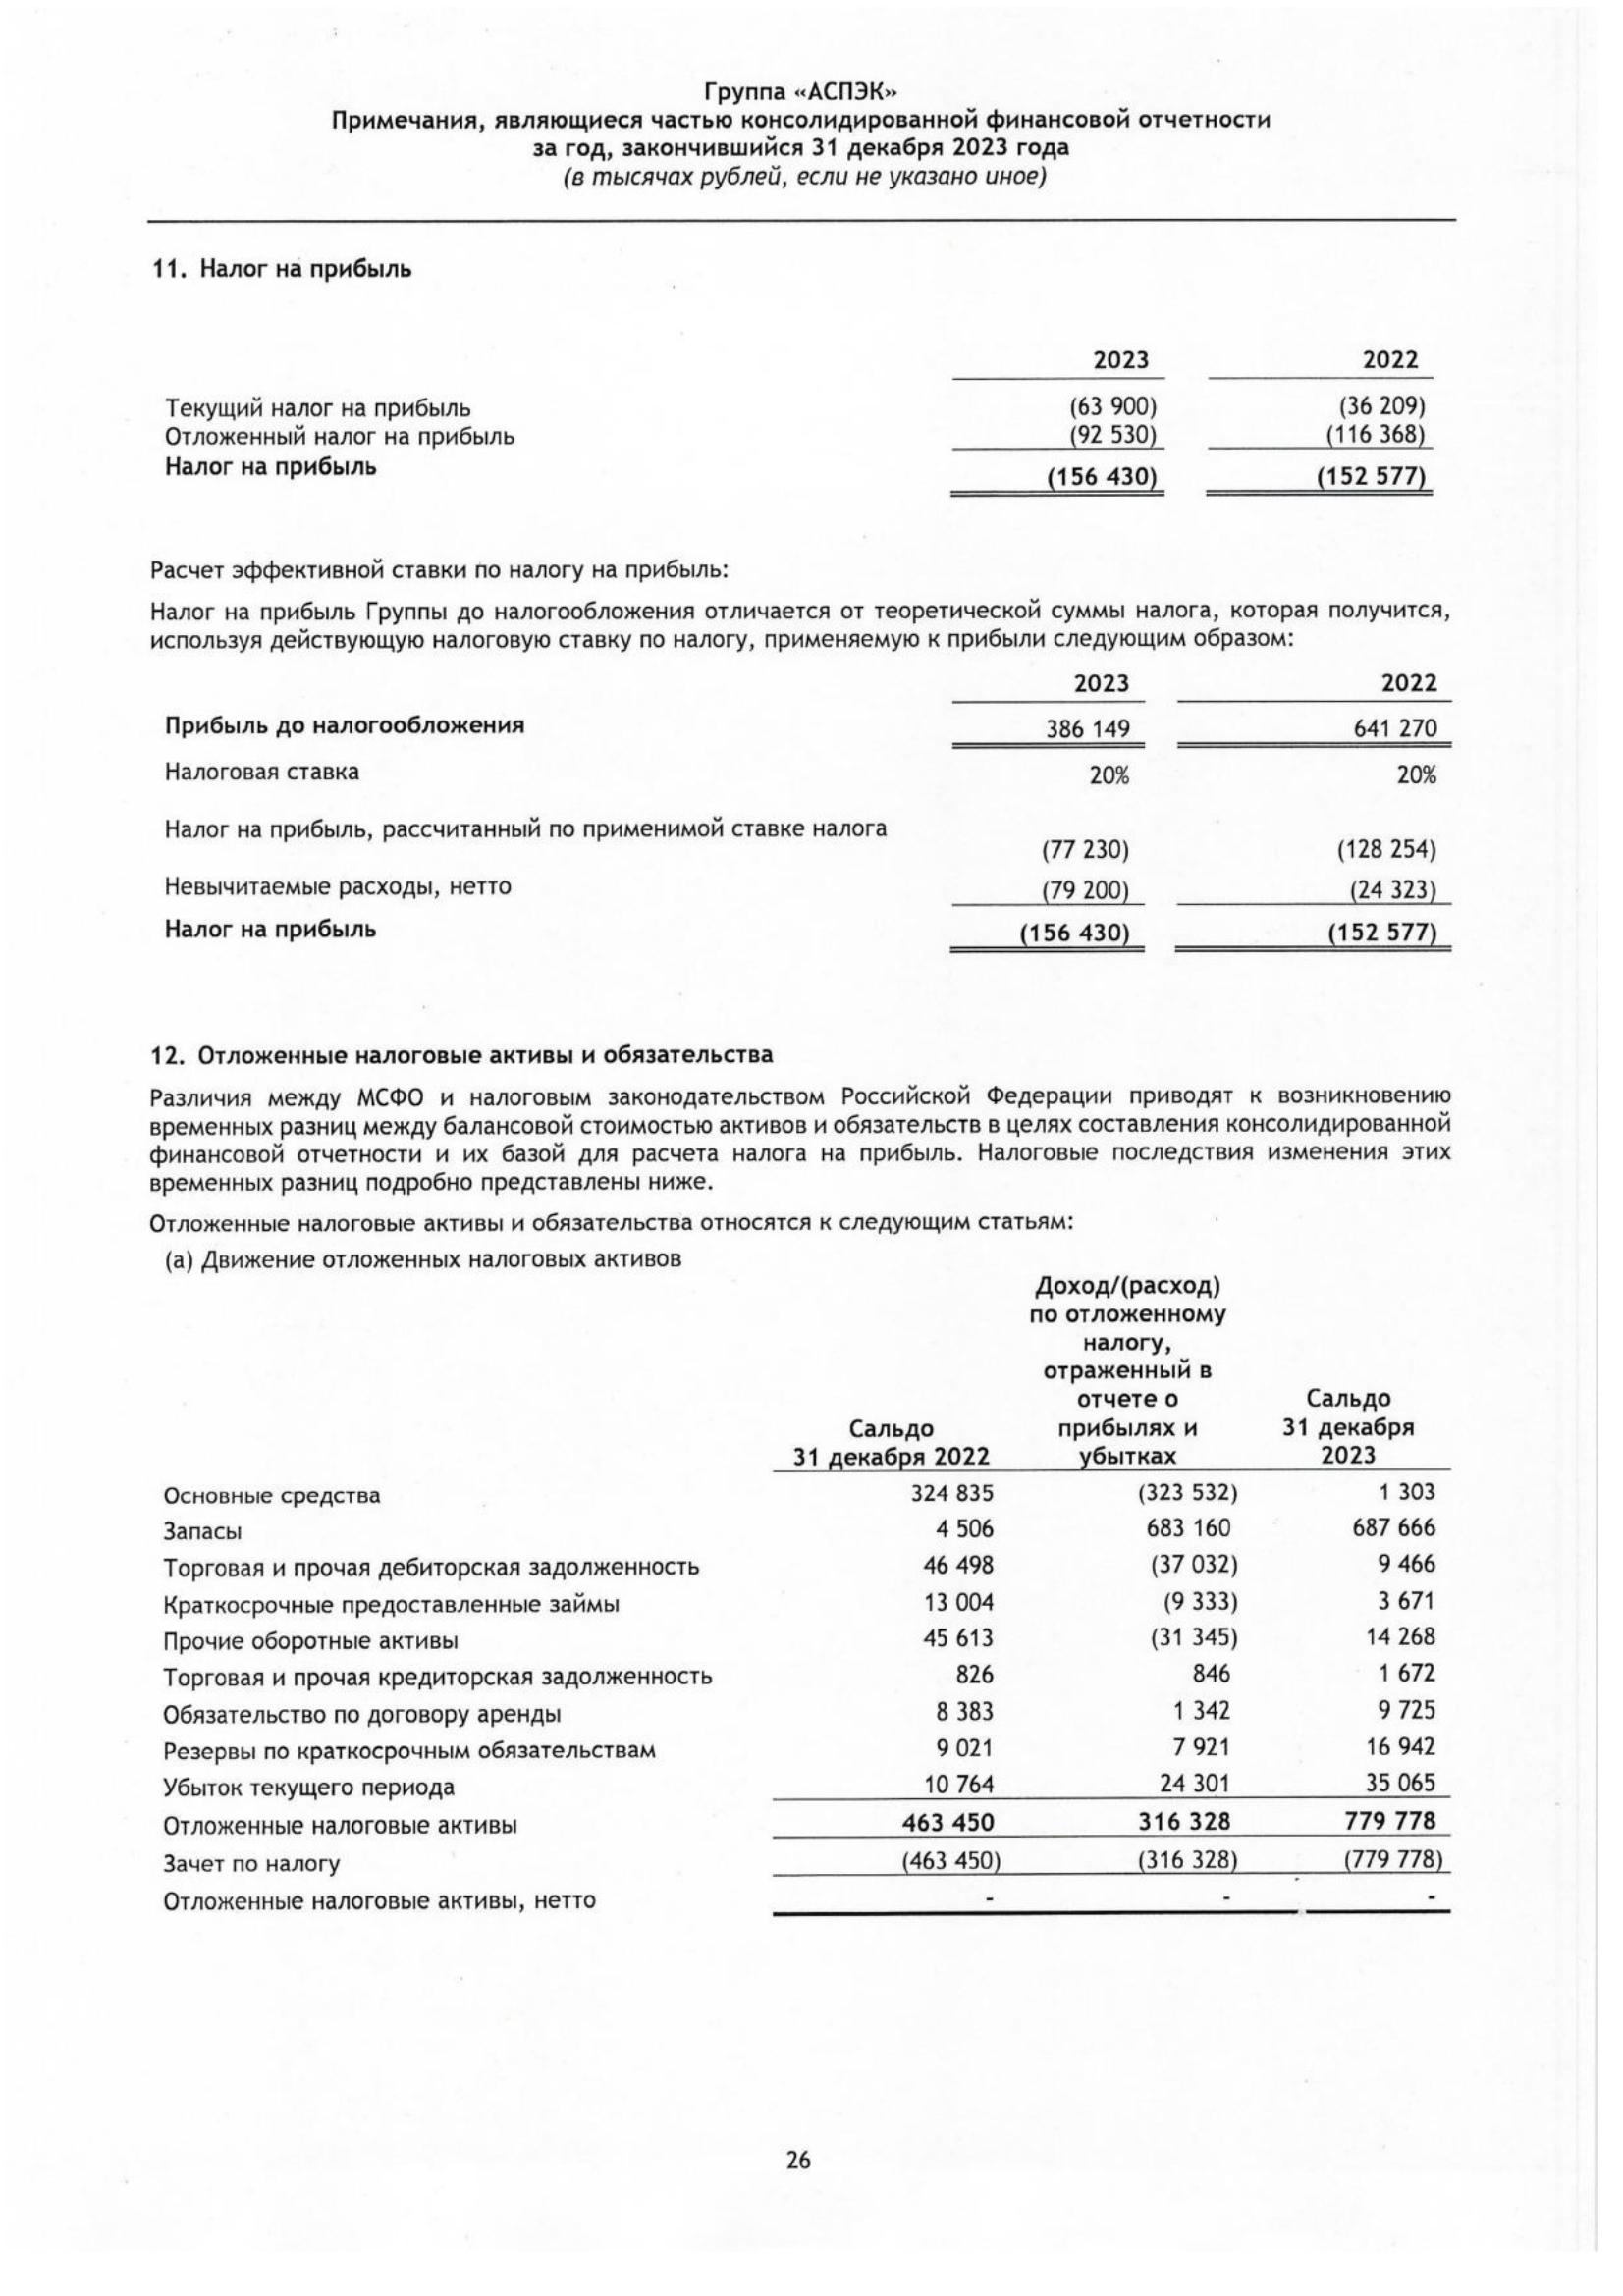 Группа «АСПЭК»
Примечания, являющиеся частью консолидированной финансовой отчетности
за год, закончившийся 31 декабря 2023 года
(в тысячах рублей, если не указано иное)
11. Налог на прибыль
2023 2022
Текущий налог на прибыль (63 900) (36 209)
Отложенный налог на прибыль (92 530) (116 368)
Налог на прибыль (156 430) (152 577)
Расчет эффективной ставки по налогу на прибыль:
Налог на прибыль Группы до налогообложения отличается от теоретической суммы налога, которая получится,
используя действующую налоговую ставку по налогу, применяемую к прибыли следующим образом:
2023 2022
Прибыль до налогообложения 386 149 641 270
Налоговая ставка 20% 20%
Налог на прибыль, рассчитанный по применимой ставке налога
(77 230) (128 254)
Невычитаемые расходы, нетто (79 200) (24 323)
Налог на прибыль (156 430) (152 577)
12. Отложенные налоговые активы и обязательства
Различия между МСФО и налоговым законодательством Российской Федерации приводят к возникновению
временных разниц между балансовой стоимостью активов и обязательств в целях составления консолидированной
финансовой отчетности и их базой для расчета налога на прибыль. Налоговые последствия изменения этих
временных разниц подробно представлены ниже.
Отложенные налоговые активы и обязательства относятся к следующим статьям:
(а) Движение отложенных налоговых активов
Доход/(расход)
по отложенному
налогу,
отраженный в
отчете о Сальдо
Сальдо прибылях и 31 декабря
31 декабря 2022 убытках 2023
Основные средства 324 835 (323 532) 1 303
Запасы 4 506 683 160 687 666
Торговая и прочая дебиторская задолженность 46 498 (37 032) 9 466
Краткосрочные предоставленные займы 13 004 (9 333) 3 671
Прочие оборотные активы 45 613 (31 345) 14 268
Торговая и прочая кредиторская задолженность 826 846 1 672
Обязательство по договору аренды 8 383 1 342 9 725
Резервы по краткосрочным обязательствам 9 021 7 921 16 942
Убыток текущего периода 10 764 24 301 35 065
Отложенные налоговые активы 463 450 316 328 779 778
Зачет по налогу (463 450) (316 328) (779 778)
Отложенные налоговые активы, нетто - - -
26